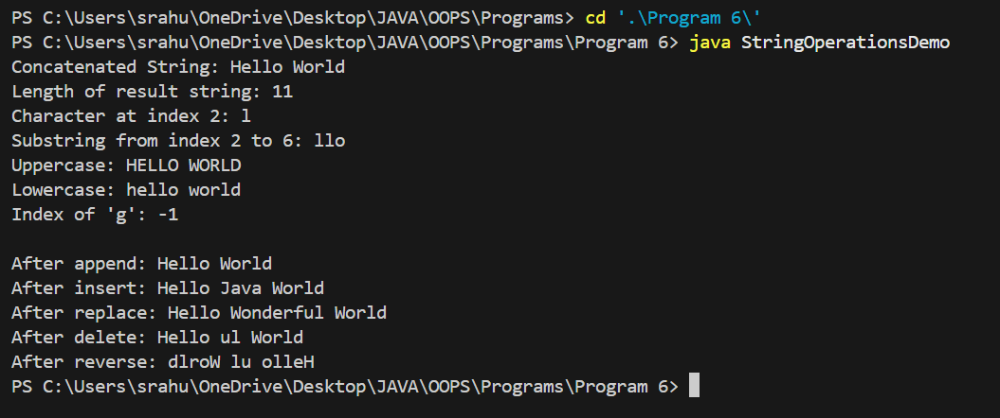 PS C:\Users\srahu\OneDrive\Desktop\JAVA\OOPS\Programs> cd '.\Program 6\'
PS C:\Users\srahu\OneDrive\Desktop\JAVA\OOPS\Programs\Program 6> java StringOperationsDemo
Concatenated String: Hello World
Length of result string: 11
Character at index 2: l
Substring from index 2 to 6: llo
Uppercase: HELLO WORLD
Lowercase: hello world
Index of 'g': -1

After append: Hello World
After insert: Hello Java World
After replace: Hello Wonderful World
After delete: Hello ul World
After reverse: dlroW lu olleH
PS C:\Users\srahu\OneDrive\Desktop\JAVA\OOPS\Programs\Program 6>